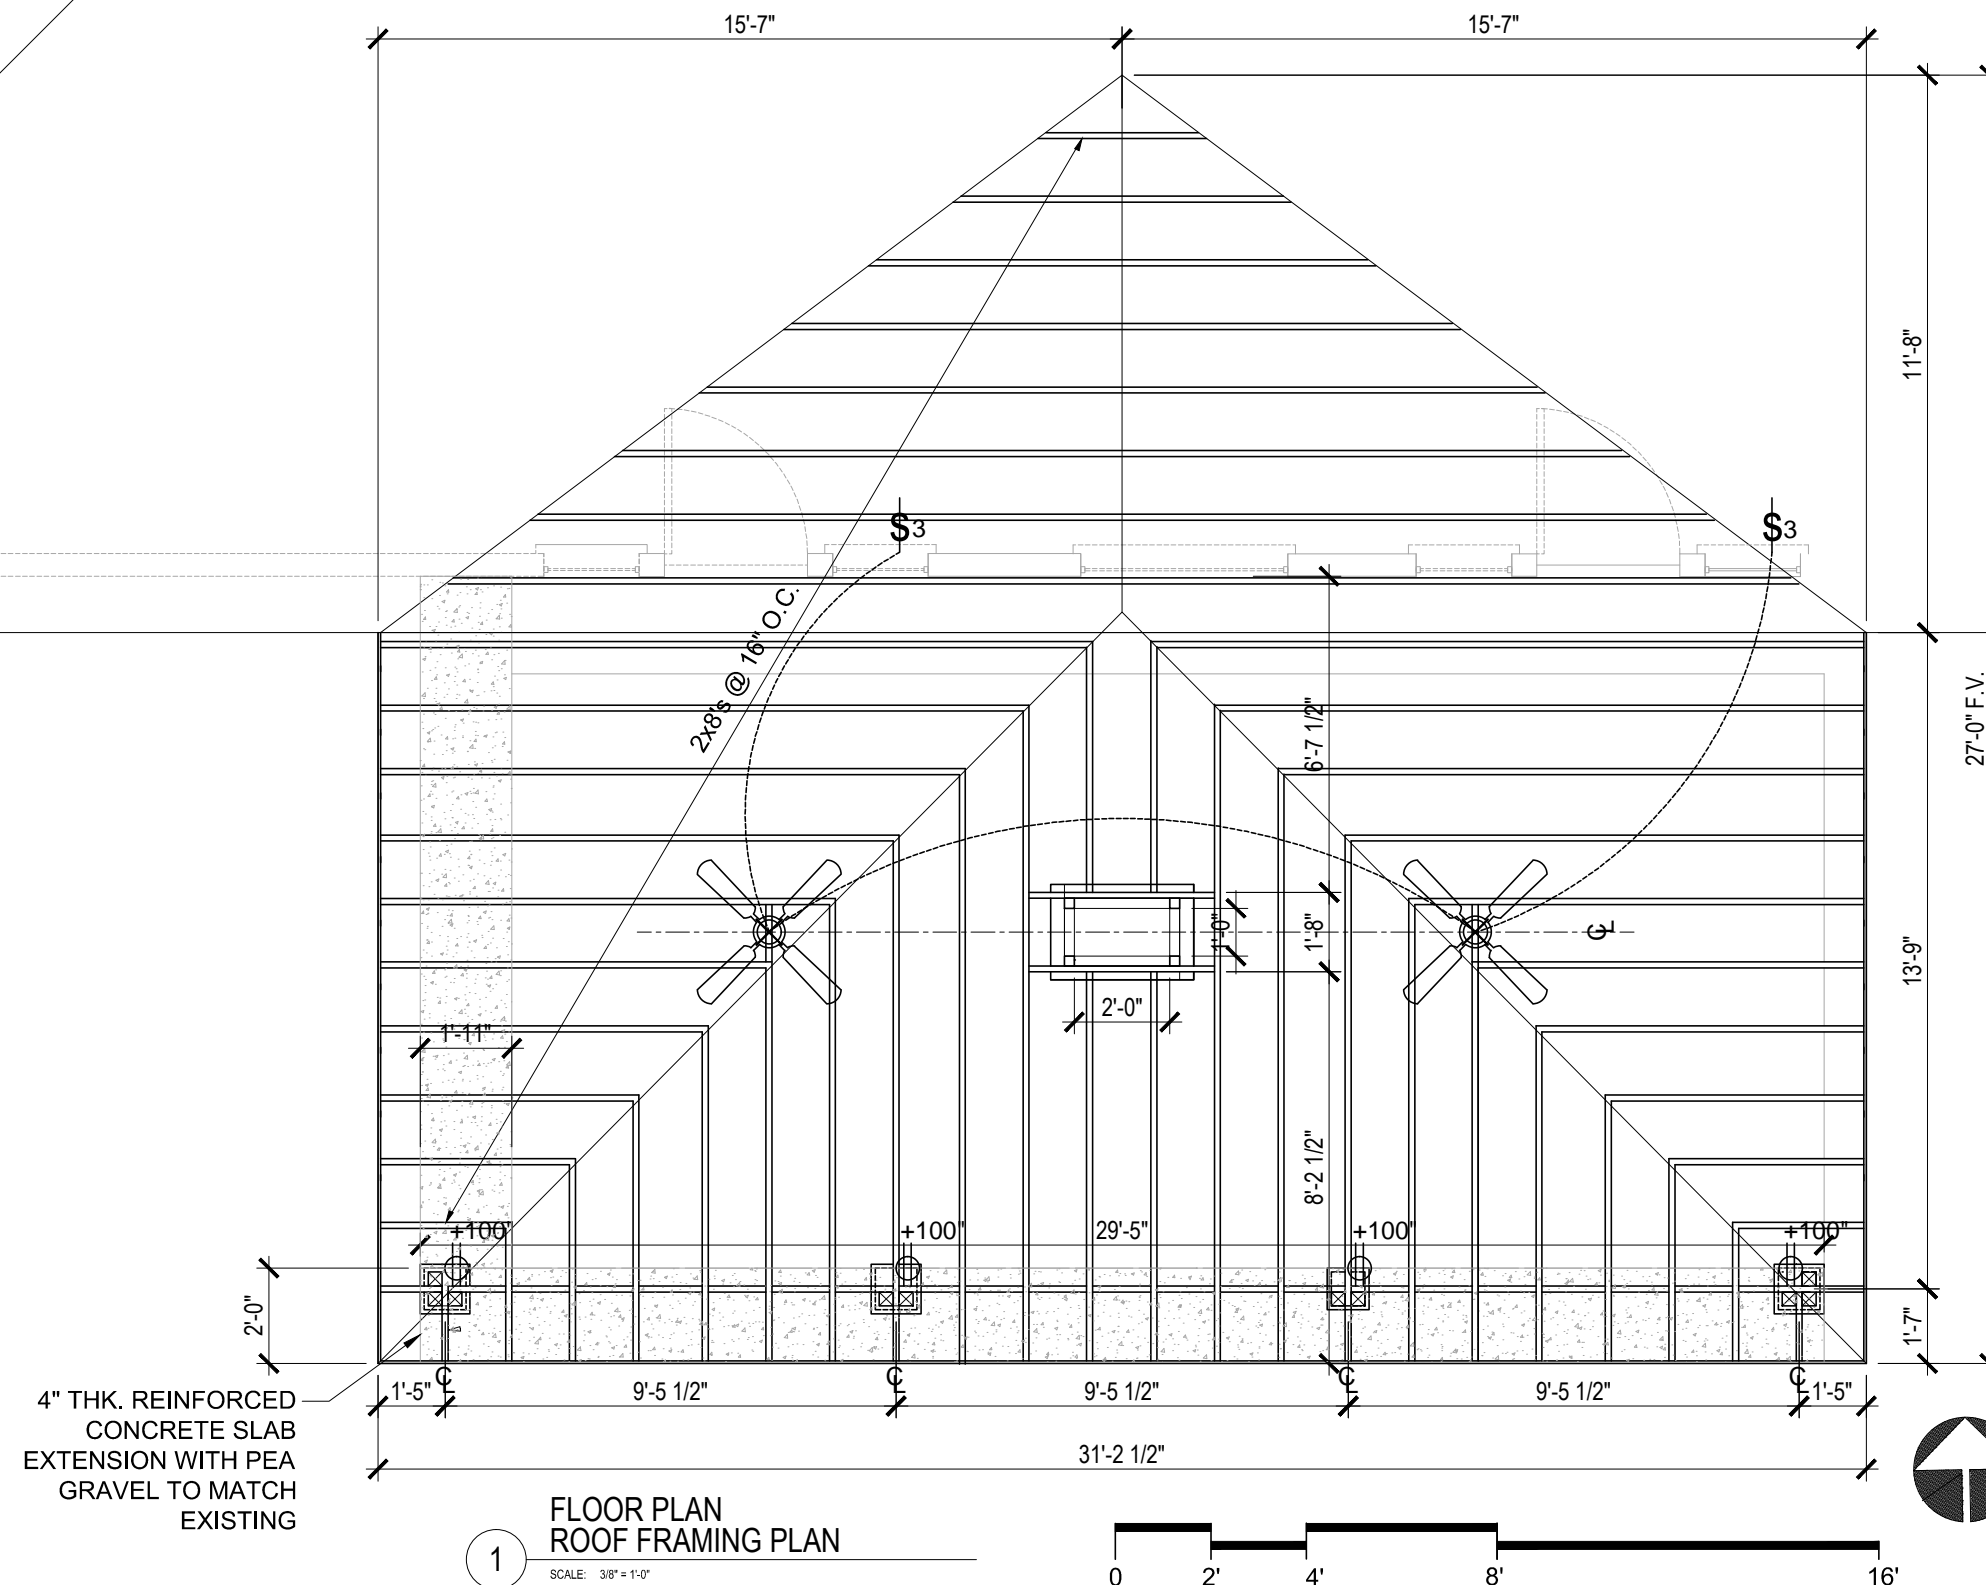 15'-7"
15'-7"
11'-8"
S3
S3
2x8's @ 16" O.C.
27'-0" F.V.
6'-7 1/2"
1'-0"
1'-8"
℄
13'-9"
2'-0"
1'-11"
8'-2 1/2"
+100"
+100"
29'-5"
+100"
+100"
2'-0"
1'-7"
℄
℄
℄
℄
1'-5"
9'-5 1/2"
9'-5 1/2"
9'-5 1/2"
1'-5"
31'-2 1/2"
4" THK. REINFORCED
CONCRETE SLAB
EXTENSION WITH PEA
GRAVEL TO MATCH
EXISTING
1
FLOOR PLAN
ROOF FRAMING PLAN
SCALE: 3/8" = 1'-0"
0 2' 4' 8' 16'